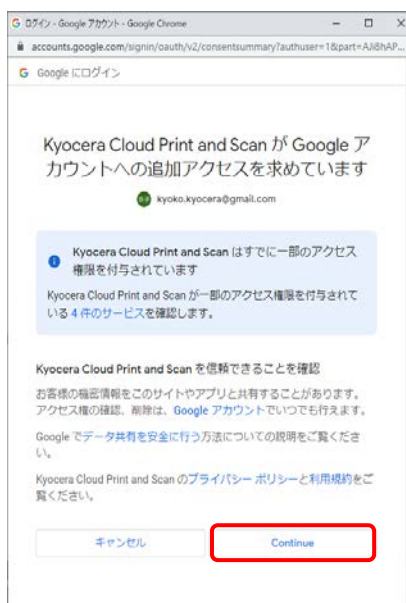 ログイン - Google アカウント - Google Chrome
accounts.google.com/signin/oauth/v2/consentsummary?authuser=1&part=AJi8hAP...
Google にログイン
Kyocera Cloud Print and Scan が Google ア
カウントへの追加アクセスを求めています
kyoko.kyocera@gmail.com
Kyocera Cloud Print and Scan はすでに一部のアクセス
権限を付与されています
Kyocera Cloud Print and Scan が一部のアクセス権限を付与されて
いる 4 件のサービスを確認します。
Kyocera Cloud Print and Scan を信頼できることを確認
お客様の機密情報をこのサイトやアプリと共有することがあります。
アクセス権の確認、削除は、Google アカウントでいつでも行えます。
Google でデータ共有を安全に行う方法についての説明をご覧くださ
い。
Kyocera Cloud Print and Scan のプライバシー ポリシーと利用規約をご
覧ください。
キャンセル
Continue